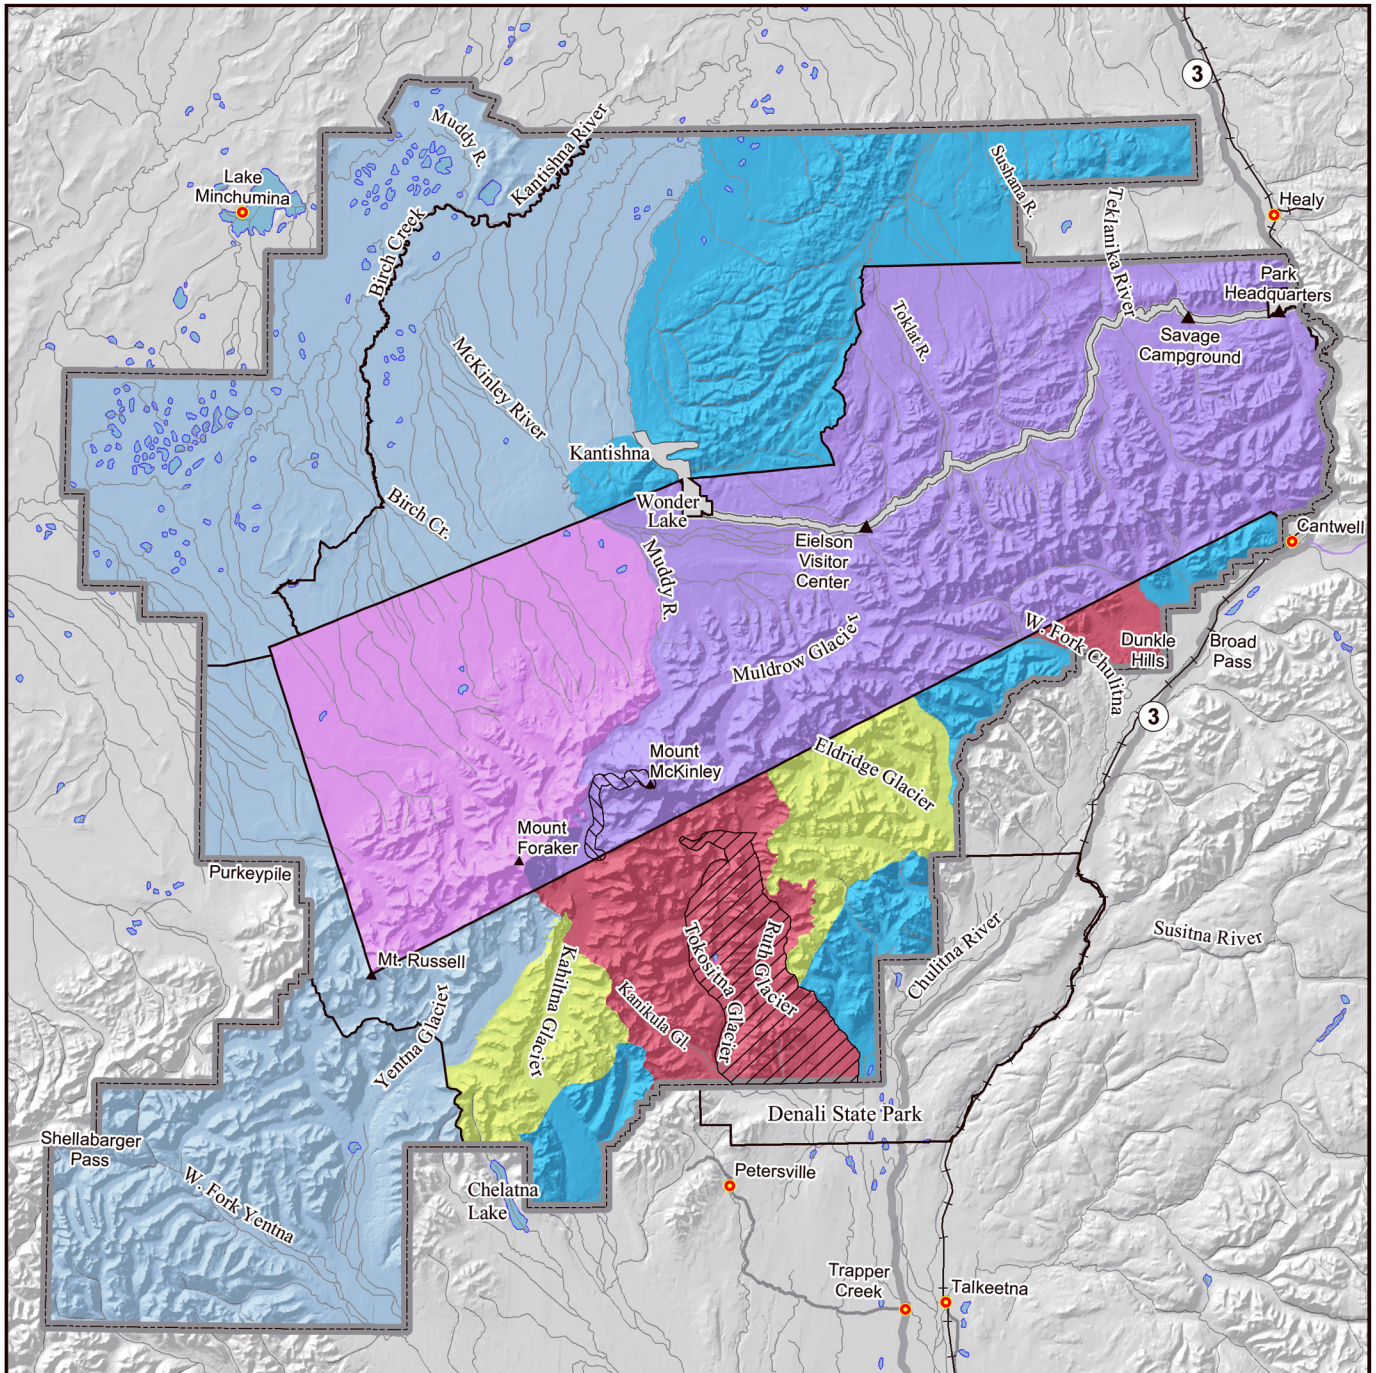 3
Muddy R.
Kantishna River
Lake
Minchumina
Sushana R.
Teklanika River
Healy
Birch Creek
Park
Headquarters
Toklat R.
Savage
Campground
McKinley River
Kantishna
Birch Cr.
Wonder
Lake
Eielson
Visitor
Center
Cantwell
Muddy R.
W. Fork Chulitna
Dunkle
Hills
Broad
Pass
Muldrow Glacier
3
Mount
McKinley
Eldridge Glacier
Mount
Foraker
Purkeypile
Mt. Russell
Kahiltna Glacier
Kanikula Gl.
Tokositna Glacier
Ruth Glacier
Chulitna River
Susitna River
Yentna Glacier
Denali State Park
Shellabarger
Pass
W. Fork Yentna
Chelatna
Lake
Petersville
Trapper
Creek
Talkeetna